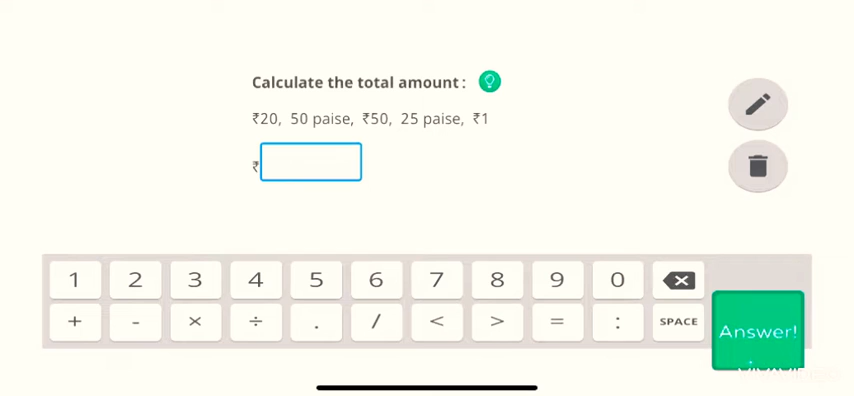 Calculate the total amount :
₹20, 50 paise, ₹50, 25 paise, ₹1
₹
1 2 3 4 5 6 7 8 9 0
+ - × ÷ . / < > = : SPACE
Answer!